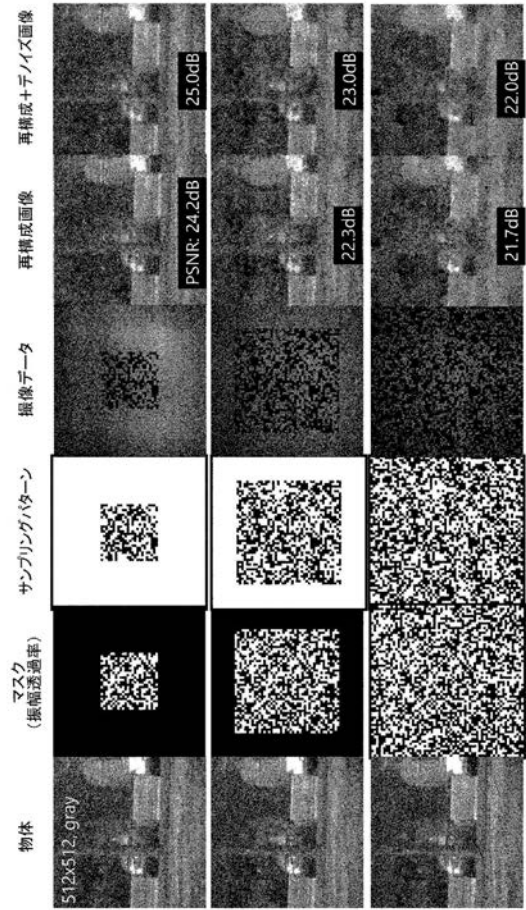 物体
マスク
(振幅透過率)
サンプリングパターン
撮像データ
再構成画像
再構成+デノイズ画像
512x512, gray
PSNR: 24.2dB
25.0dB
22.3dB
23.0dB
21.7dB
22.0dB